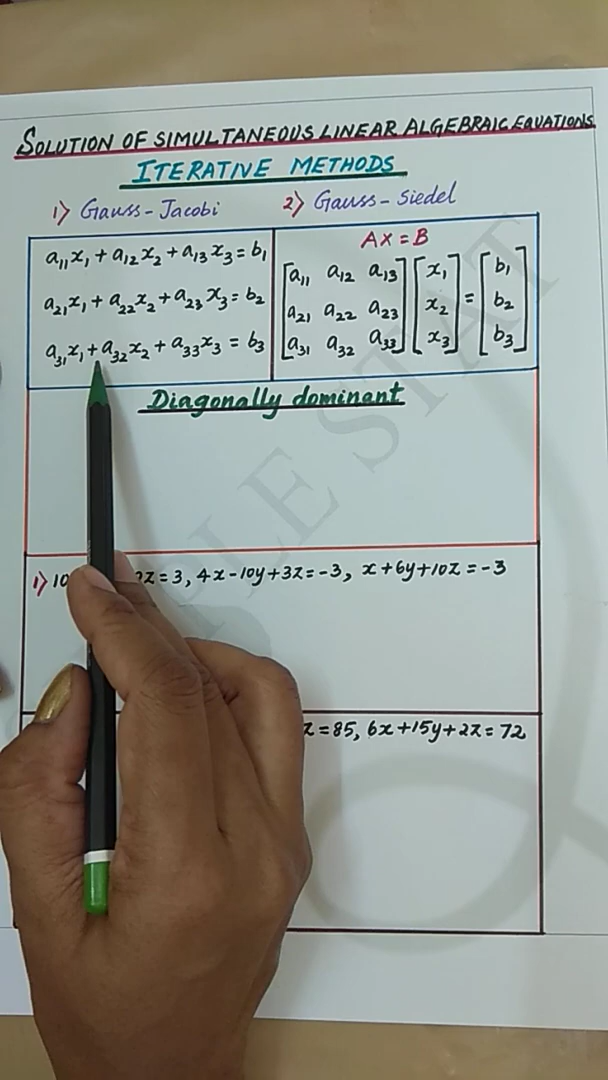 SOLUTION OF SIMULTANEOUS LINEAR ALGEBRAIC EQUATIONS
ITERATIVE METHODS
1) Gauss-Jacobi 2) Gauss-Siedel
a₁₁x₁ + a₁₂x₂ + a₁₃x₃ = b₁
a₂₁x₁ + a₂₂x₂ + a₂₃x₃ = b₂
a₃₁x₁ + a₃₂x₂ + a₃₃x₃ = b₃
AX = B
[a₁₁ a₁₂ a₁₃] [x₁] [b₁]
[a₂₁ a₂₂ a₂₃] [x₂] = [b₂]
[a₃₁ a₃₂ a₃₃] [x₃] [b₃]
Diagonally dominant
1) 10 z = 3, 4x - 10y + 3z = -3, x + 6y + 10z = -3
z = 85, 6x + 15y + 2z = 72